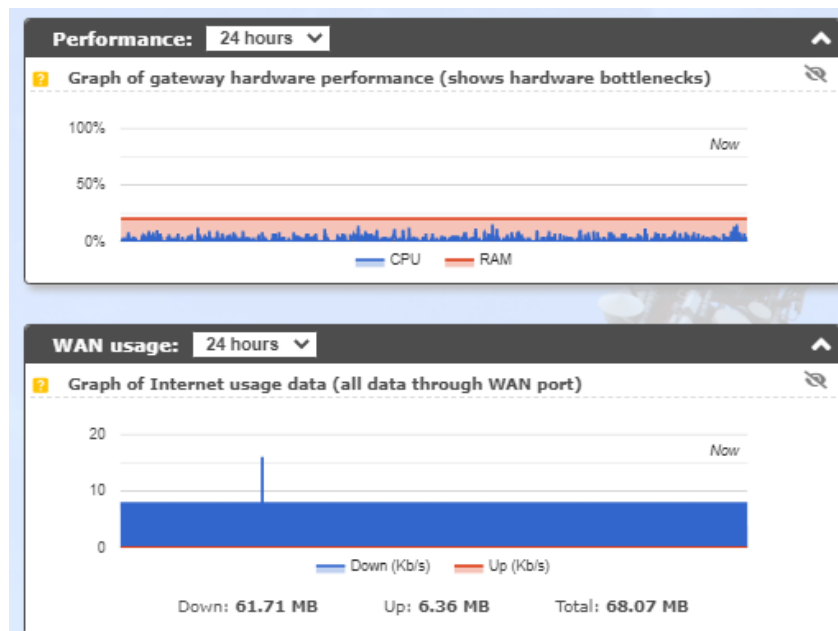 Performance: 24 hours
? Graph of gateway hardware performance (shows hardware bottlenecks)
100%
Now
50%
0%
CPU RAM
WAN usage: 24 hours
? Graph of Internet usage data (all data through WAN port)
20
Now
10
0
Down (Kb/s) Up (Kb/s)
Down: 61.71 MB Up: 6.36 MB Total: 68.07 MB